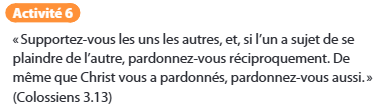 Activité 6
« Supportez-vous les uns les autres, et, si l’un a sujet de se
plaindre de l’autre, pardonnez-vous réciproquement. De
même que Christ vous a pardonnés, pardonnez-vous aussi. »
(Colossiens 3.13)